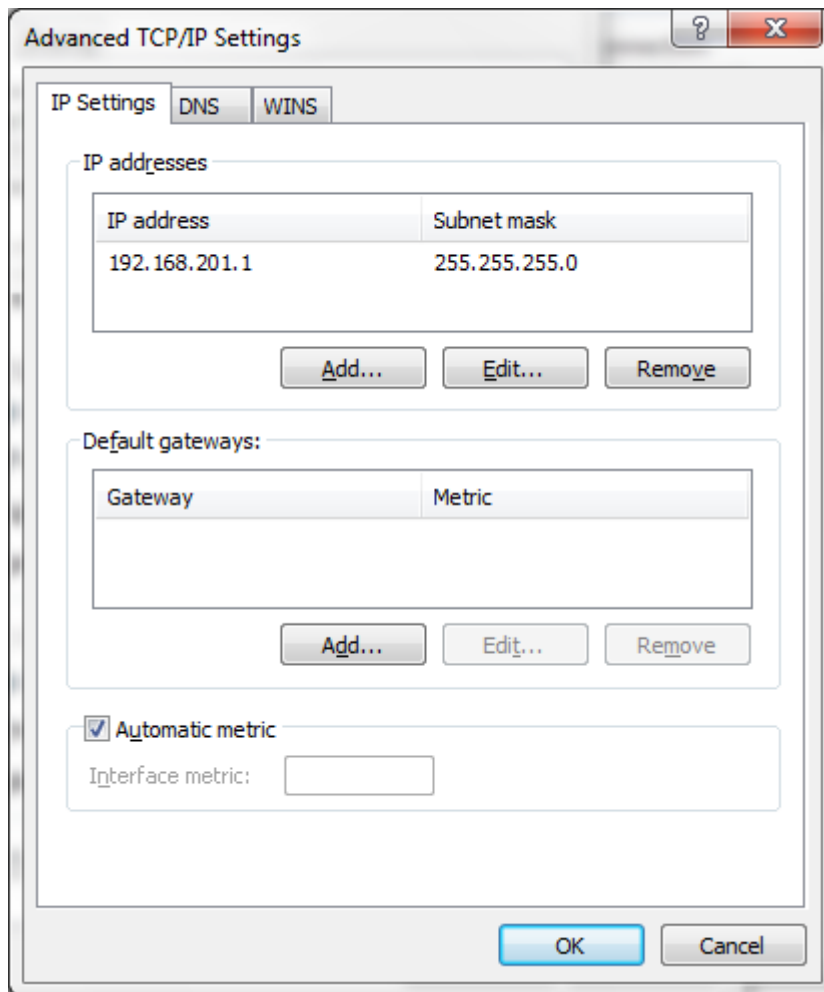 Advanced TCP/IP Settings
IP Settings DNS WINS
IP addresses
IP address Subnet mask
192.168.201.1 255.255.255.0
Add... Edit... Remove
Default gateways:
Gateway Metric
Add... Edit... Remove
Automatic metric
Interface metric:
OK Cancel